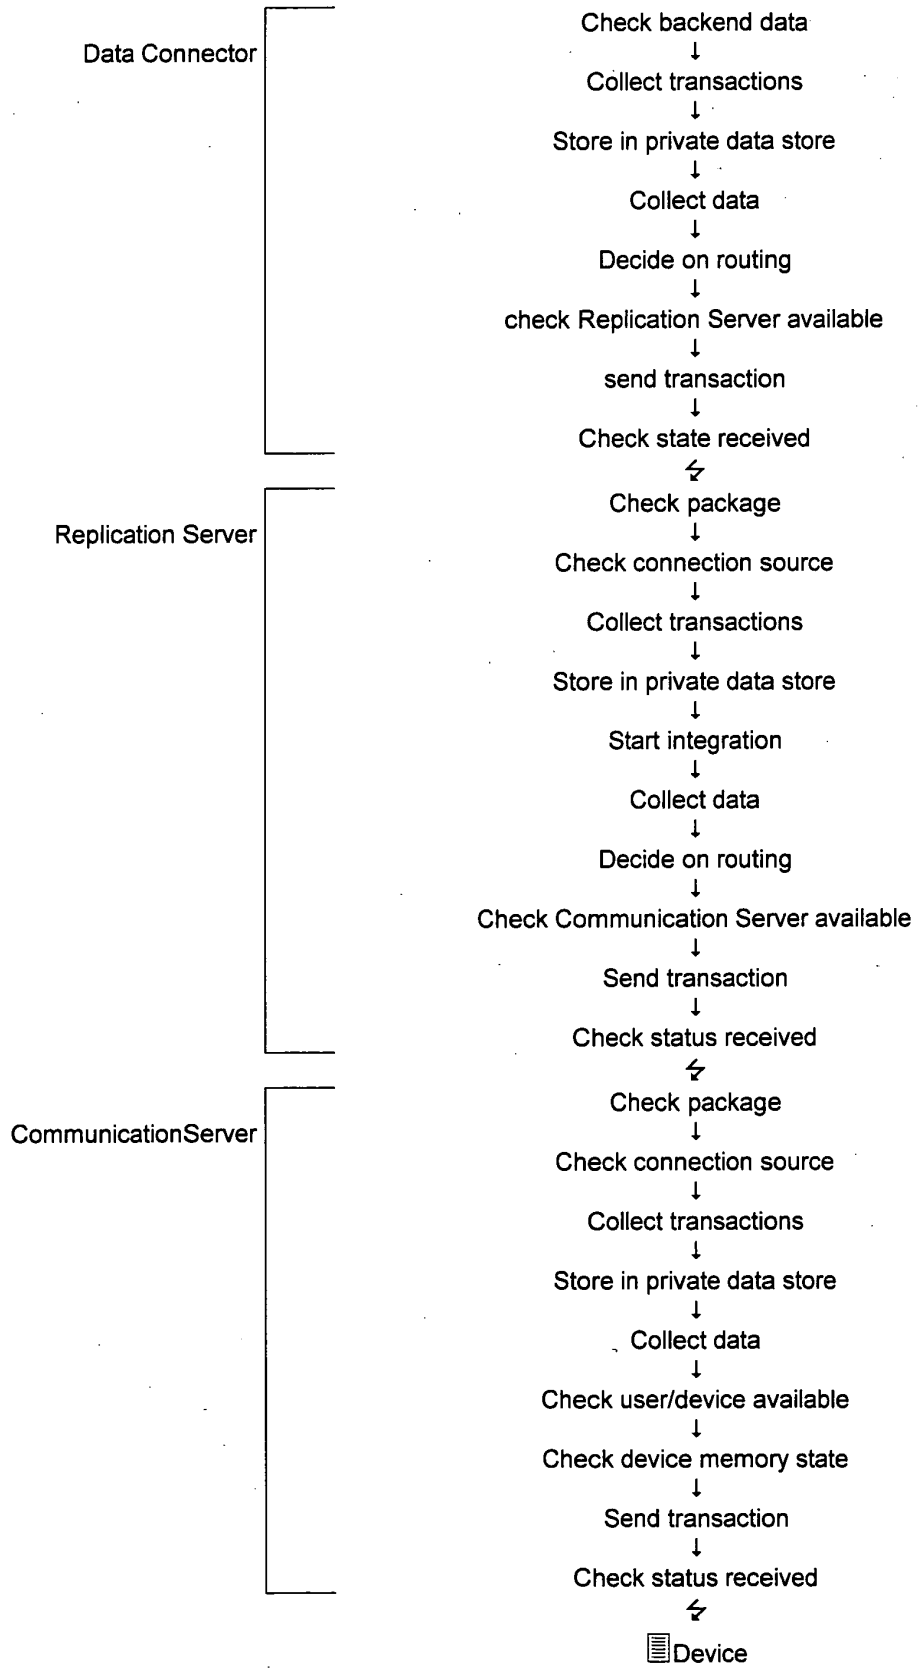 Check backend data
Data Connector
↓
Collect transactions
↓
Store in private data store
↓
Collect data
↓
Decide on routing
↓
check Replication Server available
↓
send transaction
↓
Check state received
Check package
Replication Server
↓
Check connection source
↓
Collect transactions
↓
Store in private data store
↓
Start integration
↓
Collect data
↓
Decide on routing
↓
Check Communication Server available
↓
Send transaction
↓
Check status received
Check package
CommunicationServer
↓
Check connection source
↓
Collect transactions
↓
Store in private data store
↓
Collect data
↓
Check user/device available
↓
Check device memory state
↓
Send transaction
↓
Check status received
Device